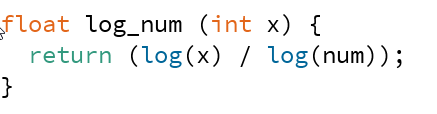 float log_num (int x) {
  return (log(x) / log(num));
}